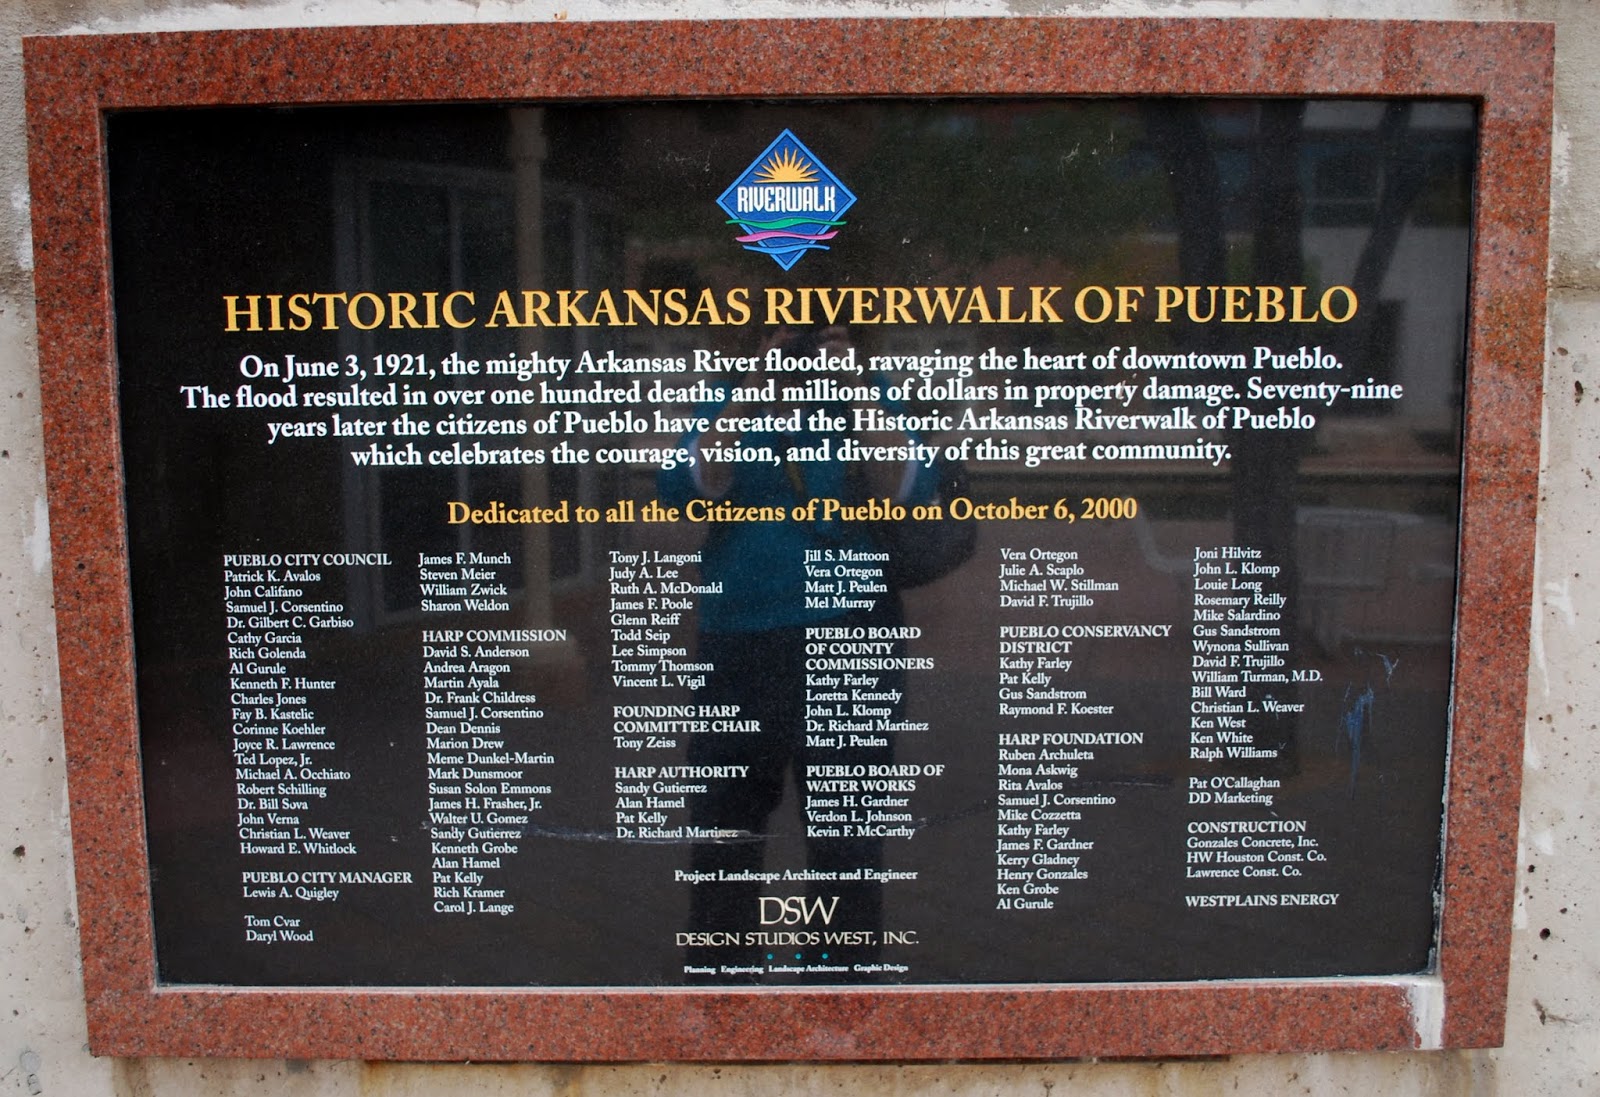 RIVERWALK
HISTORIC ARKANSAS RIVERWALK OF PUEBLO
On June 3, 1921, the mighty Arkansas River flooded, ravaging the heart of downtown Pueblo.
The flood resulted in over one hundred deaths and millions of dollars in property damage. Seventy-nine
years later the citizens of Pueblo have created the Historic Arkansas Riverwalk of Pueblo
which celebrates the courage, vision, and diversity of this great community.
Dedicated to all the Citizens of Pueblo on October 6, 2000
PUEBLO CITY COUNCIL
Patrick K. Avalos
John Califano
Samuel J. Corsentino
Dr. Gilbert C. Garbiso
Cathy Garcia
Rich Golenda
Al Gurule
Kenneth F. Hunter
Charles Jones
Fay B. Kastelic
Corinne Koehler
Joyce R. Lawrence
Ted Lopez, Jr.
Michael A. Occhiato
Robert Schilling
Dr. Bill Sova
John Verna
Christian L. Weaver
Howard E. Whitlock
PUEBLO CITY MANAGER
Lewis A. Quigley
Tom Cvar
Daryl Wood
James F. Munch
Steven Meier
William Zwick
Sharon Weldon
HARP COMMISSION
David S. Anderson
Andrea Aragon
Martin Ayala
Dr. Frank Childress
Samuel J. Corsentino
Dean Dennis
Marion Drew
Meme Dunkel-Martin
Mark Dunsmoor
Susan Solon Emmons
James H. Frasher, Jr.
Walter U. Gomez
Sandy Gutierrez
Kenneth Grobe
Alan Hamel
Pat Kelly
Rich Kramer
Carol J. Lange
Tony J. Langoni
Judy A. Lee
Ruth A. McDonald
James F. Poole
Glenn Reiff
Todd Seip
Lee Simpson
Tommy Thomson
Vincent L. Vigil
FOUNDING HARP
COMMITTEE CHAIR
Tony Zeiss
HARP AUTHORITY
Sandy Gutierrez
Alan Hamel
Pat Kelly
Dr. Richard Martinez
Jill S. Mattoon
Vera Ortegon
Matt J. Peulen
Mel Murray
PUEBLO BOARD
OF COUNTY
COMMISSIONERS
Kathy Farley
Loretta Kennedy
John L. Klomp
Dr. Richard Martinez
Matt J. Peulen
PUEBLO BOARD OF
WATER WORKS
James H. Gardner
Verdon L. Johnson
Kevin F. McCarthy
Vera Ortegon
Julie A. Scaplo
Michael W. Stillman
David F. Trujillo
PUEBLO CONSERVANCY
DISTRICT
Kathy Farley
Pat Kelly
Gus Sandstrom
Raymond F. Koester
HARP FOUNDATION
Ruben Archuleta
Mona Askwig
Rita Avalos
Samuel J. Corsentino
Mike Cozzetta
Kathy Farley
James F. Gardner
Kerry Gladney
Henry Gonzales
Ken Grobe
Al Gurule
Joni Hilvitz
John L. Klomp
Louie Long
Rosemary Reilly
Mike Salardino
Gus Sandstrom
Wynona Sullivan
David F. Trujillo
William Turman, M.D.
Bill Ward
Christian L. Weaver
Ken West
Ken White
Ralph Williams
Pat O'Callaghan
DD Marketing
CONSTRUCTION
Gonzales Concrete, Inc.
HW Houston Const. Co.
Lawrence Const. Co.
WESTPLAINS ENERGY
Project Landscape Architect and Engineer
DSW
DESIGN STUDIOS WEST, INC.
Planning Engineering Landscape Architecture Graphic Design